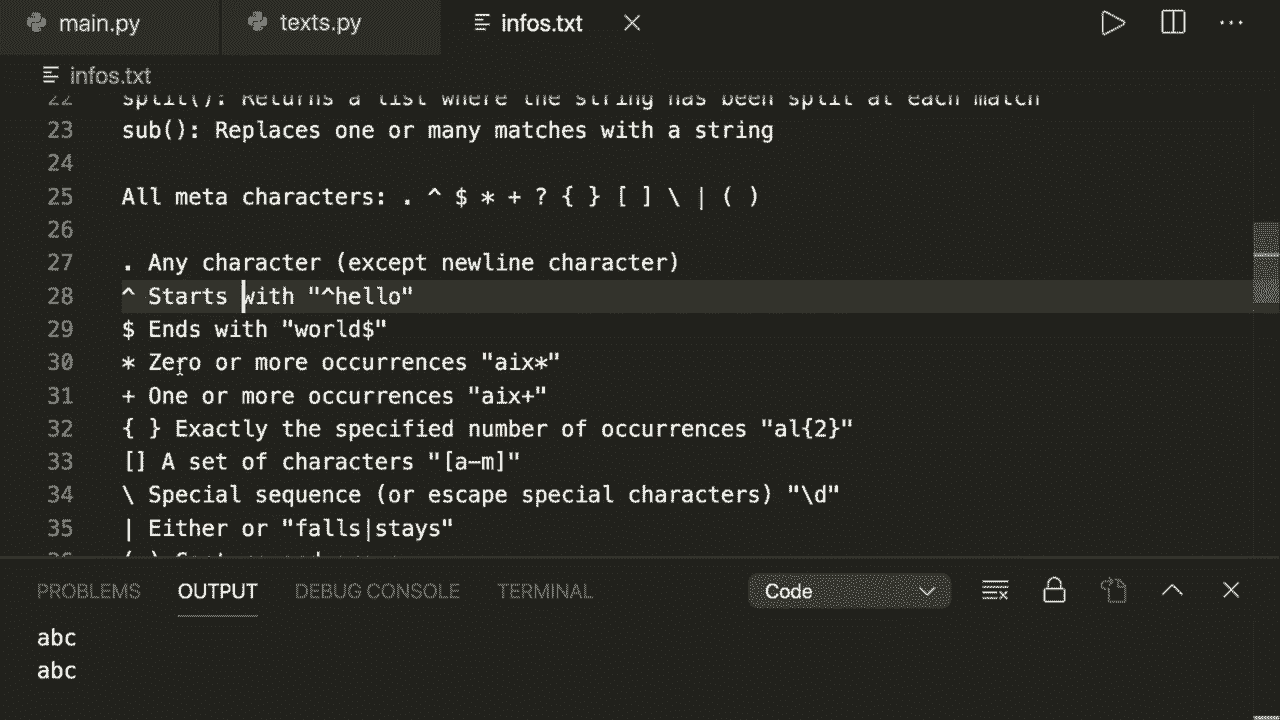 main.py texts.py infos.txt
infos.txt
22 split(): Returns a list where the string has been split at each match
23 sub(): Replaces one or many matches with a string
24
25 All meta characters: . ^ $ * + ? { } [ ] \ | ( )
26
27 . Any character (except newline character)
28 ^ Starts with "^hello"
29 $ Ends with "world$"
30 * Zero or more occurrences "aix*"
31 + One or more occurrences "aix+"
32 { } Exactly the specified number of occurrences "al{2}"
33 [] A set of characters "[a-m]"
34 \ Special sequence (or escape special characters) "\d"
35 | Either or "falls|stays"
PROBLEMS OUTPUT DEBUG CONSOLE TERMINAL Code
abc
abc